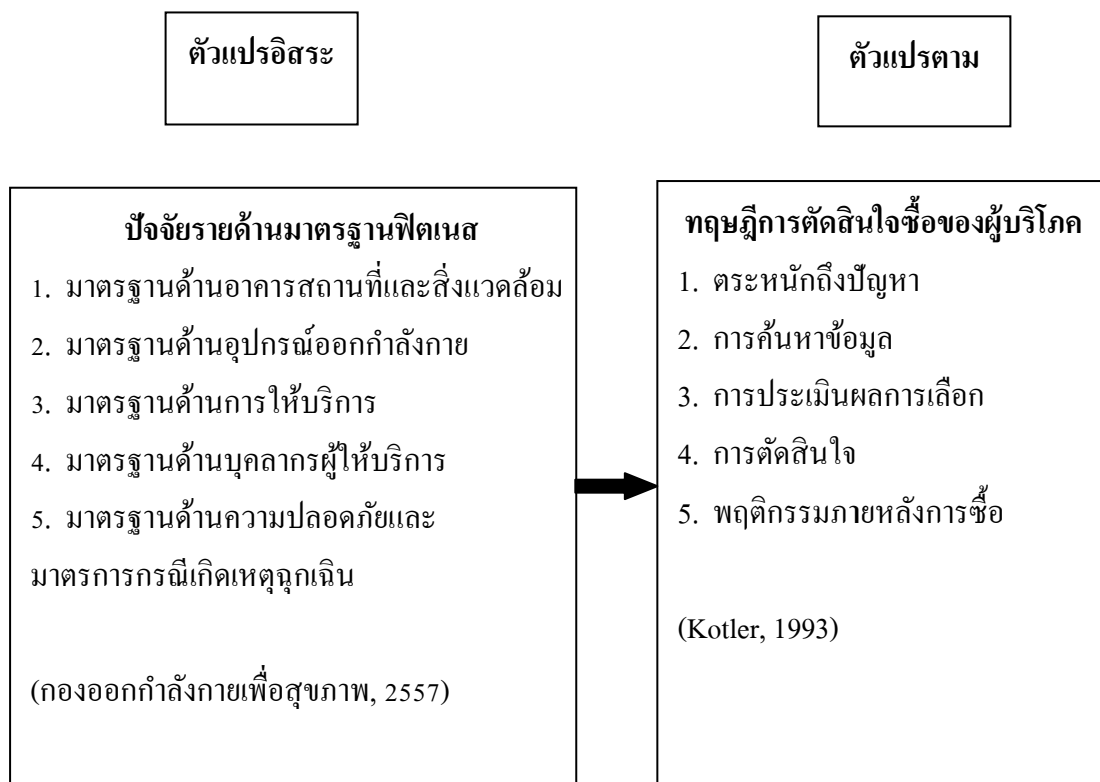 ตัวแปรอิสระ
ตัวแปรตาม
ปัจจัยรายด้านมาตรฐานฟิตเนส
1. มาตรฐานด้านอาคารสถานที่และสิ่งแวดล้อม
2. มาตรฐานด้านอุปกรณ์ออกกำลังกาย
3. มาตรฐานด้านการให้บริการ
4. มาตรฐานด้านบุคลากรผู้ให้บริการ
5. มาตรฐานด้านความปลอดภัยและ
มาตรการกรณีเกิดเหตุฉุกเฉิน
(กองออกกำลังกายเพื่อสุขภาพ, 2557)
ทฤษฎีการตัดสินใจซื้อของผู้บริโภค
1. ตระหนักถึงปัญหา
2. การค้นหาข้อมูล
3. การประเมินผลการเลือก
4. การตัดสินใจ
5. พฤติกรรมภายหลังการซื้อ
(Kotler, 1993)